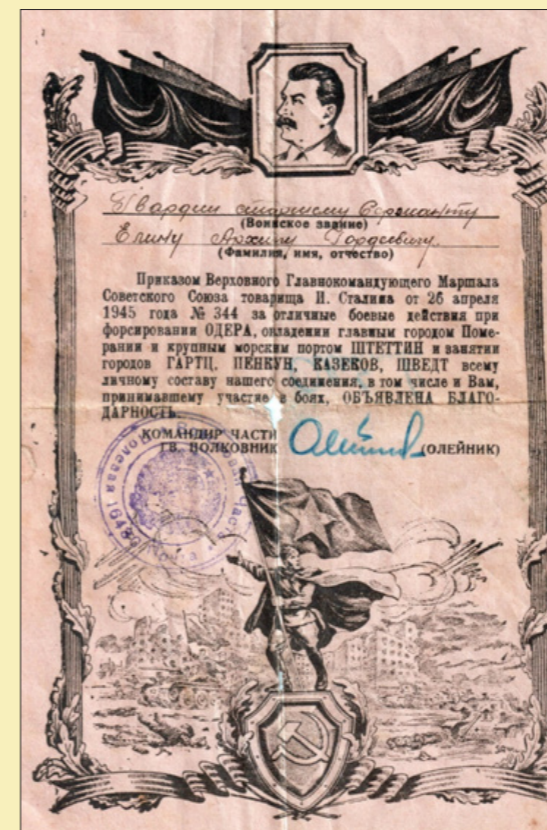 Гвардии старшему Сержанту
(Воинское звание)
Елину Архипу Гордеевичу.
(Фамилия, имя, отчество)
Приказом Верховного Главнокомандующего Маршала
Советского Союза товарища И. Сталина от 26 апреля
1945 года № 344 за отличные боевые действия при
форсировании ОДЕРА, овладении главным городом Поме-
рании и крупным морским портом ШТЕТТИН и занятии
городов ГАРТЦ, ПЕНКУН, КАЗЕКОВ, ШВЕДТ всему
личному составу нашего соединения, в том числе и Вам,
принимавшему участие в боях, ОБЪЯВЛЕНА БЛАГО-
ДАРНОСТЬ.
КОМАНДИР ЧАСТИ
ГВ. ПОЛКОВНИК
(ОЛЕЙНИК)
Полевая
часть